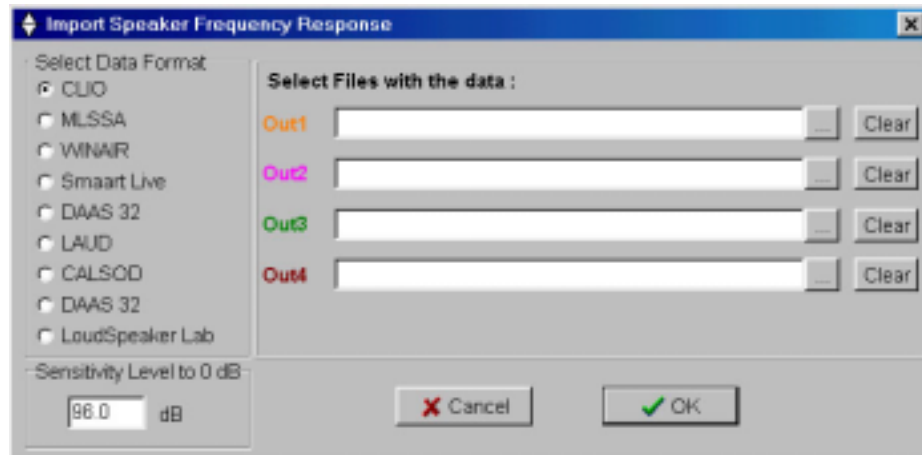 Import Speaker Frequency Response
Select Data Format
CLIO
MLSSA
WINAIR
Smaart Live
DAAS 32
LAUD
CALSOD
DAAS 32
LoudSpeaker Lab
Sensitivity Level to 0 dB
96.0 dB
Select Files with the data :
Out1 ... Clear
Out2 ... Clear
Out3 ... Clear
Out4 ... Clear
Cancel
OK